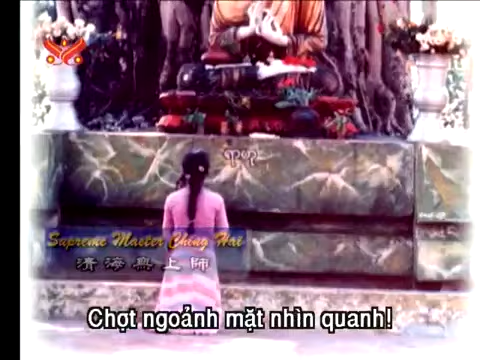 Supreme Master Ching Hai
清海無上師
Chợt ngoảnh mặt nhìn quanh!